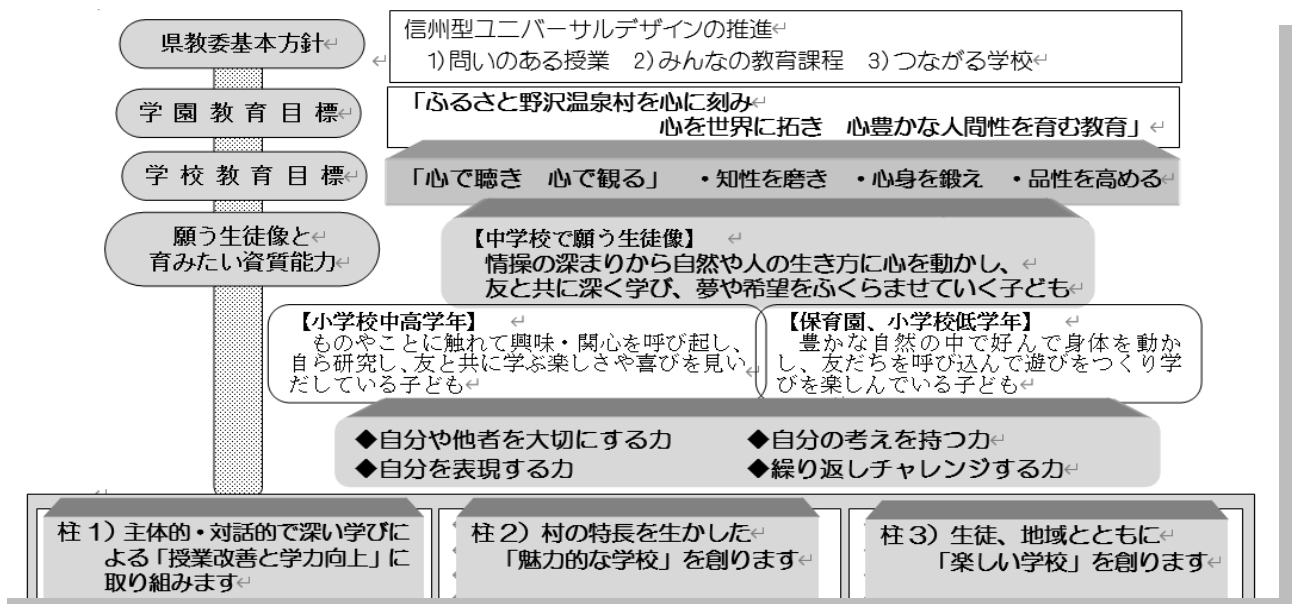 県教委基本方針
信州型ユニバーサルデザインの推進
1)問いのある授業 2)みんなの教育課程 3)つながる学校
学園教育目標
「ふるさと野沢温泉村を心に刻み
心を世界に拓き 心豊かな人間性を育む教育」
学校教育目標
「心で聴き 心で観る」 ・知性を磨き ・心身を鍛え ・品性を高める
願う生徒像と
育みたい資質能力
【中学校で願う生徒像】
情操の深まりから自然や人の生き方に心を動かし、
友と共に深く学び、夢や希望をふくらませていく子ども
【小学校中高学年】
ものやことに触れて興味・関心を呼び起し、
自ら研究し、友と共に学ぶ楽しさや喜びを見い
だしている子ども
【保育園、小学校低学年】
豊かな自然の中で好んで身体を動か
し、友だちを呼び込んで遊びをつくり学
びを楽しんでいる子ども
◆自分や他者を大切にする力 ◆自分の考えを持つ力
◆自分を表現する力 ◆繰り返しチャレンジする力
柱1)主体的・対話的で深い学びに
よる「授業改善と学力向上」に
取り組みます
柱2)村の特長を生かした
「魅力的な学校」を創ります
柱3)生徒、地域とともに
「楽しい学校」を創ります